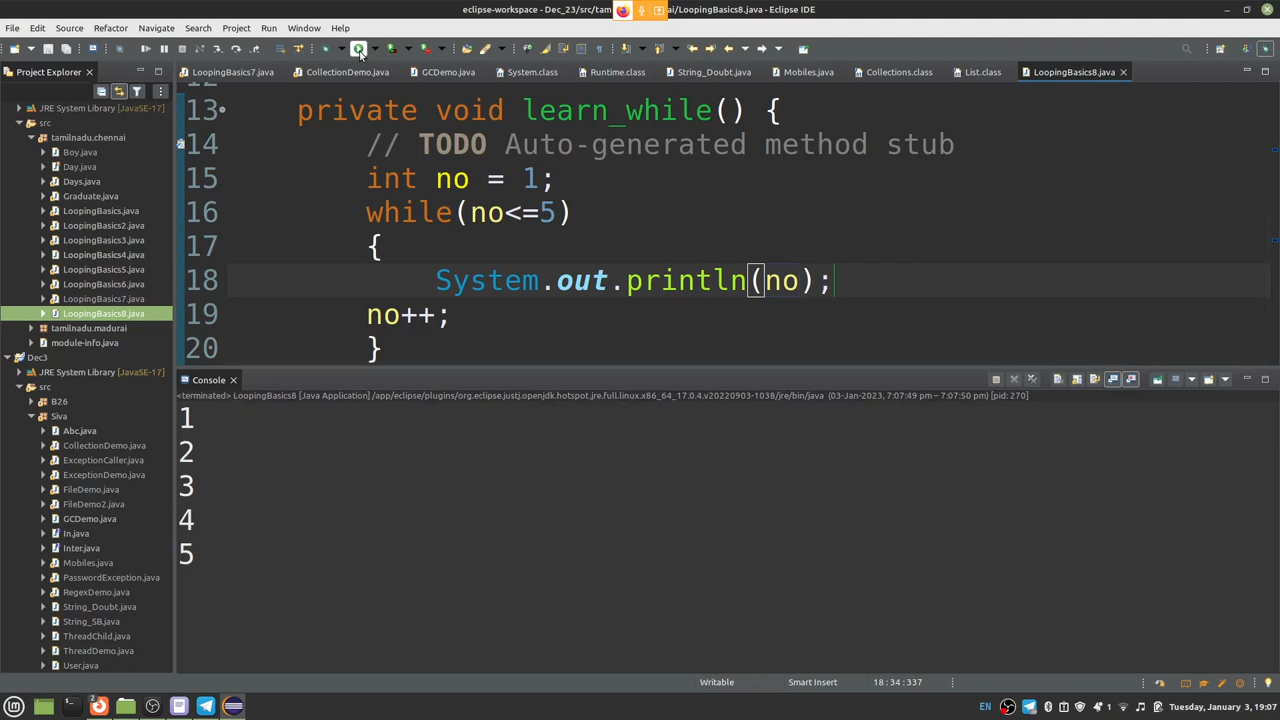 eclipse-workspace - Dec_23/src/tam
ai/LoopingBasics8.java - Eclipse IDE
File Edit Source Refactor Navigate Search Project Run Window Help
Project Explorer
LoopingBasics7.java CollectionDemo.java GCDemo.java System.class Runtime.class String_Doubt.java Mobiles.java Collections.class List.class LoopingBasics8.java
JRE System Library [JavaSE-17]
src
tamilnadu.chennai
Boy.java
Day.java
Days.java
Graduate.java
LoopingBasics.java
LoopingBasics2.java
LoopingBasics3.java
LoopingBasics4.java
LoopingBasics5.java
LoopingBasics6.java
LoopingBasics7.java
LoopingBasics8.java
tamilnadu.madurai
module-info.java
Dec3
JRE System Library [JavaSE-17]
src
B26
Siva
Abc.java
CollectionDemo.java
ExceptionCaller.java
ExceptionDemo.java
FileDemo.java
FileDemo2.java
GCDemo.java
In.java
Inter.java
Mobiles.java
PasswordException.java
RegexDemo.java
String_Doubt.java
String_SB.java
ThreadChild.java
ThreadDemo.java
User.java
12
13 private void learn_while() {
14 // TODO Auto-generated method stub
15 int no = 1;
16 while(no<=5)
17 {
18 System.out.println(no);
19 no++;
20 }
Console
<terminated> LoopingBasics8 [Java Application] /app/eclipse/plugins/org.eclipse.justj.openjdk.hotspot.jre.full.linux.x86_64_17.0.4.v20220903-1038/jre/bin/java (03-Jan-2023, 7:07:49 pm – 7:07:50 pm) [pid: 270]
1
2
3
4
5
Writable Smart Insert 18 : 34 : 337
2 EN 1 Tuesday, January 3, 19:07